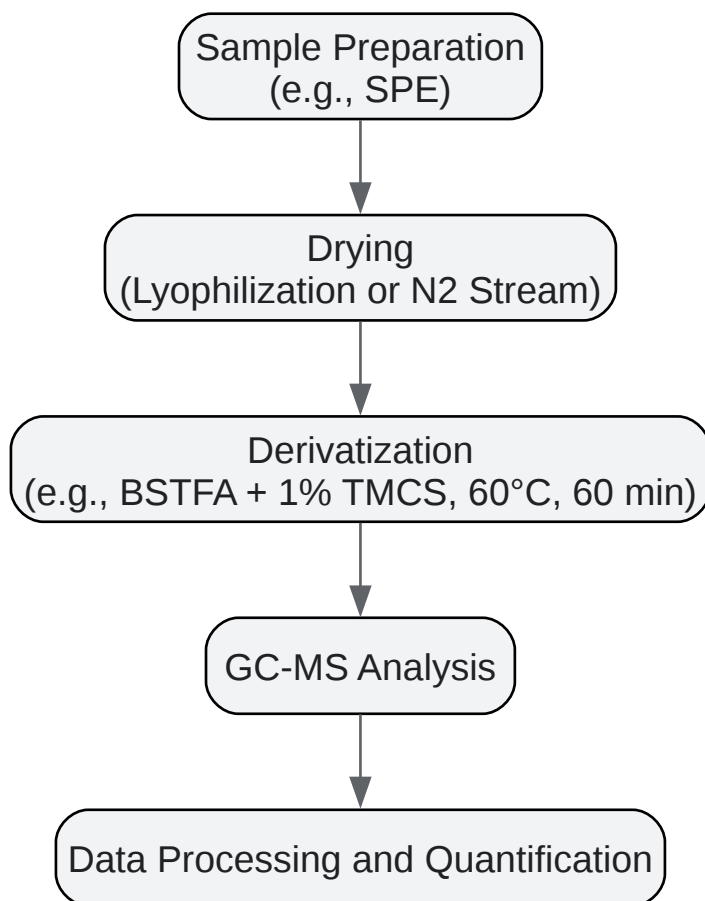 Sample Preparation
(e.g., SPE)
Drying
(Lyophilization or N2 Stream)
Derivatization
(e.g., BSTFA + 1% TMCS, 60°C, 60 min)
GC-MS Analysis
Data Processing and Quantification